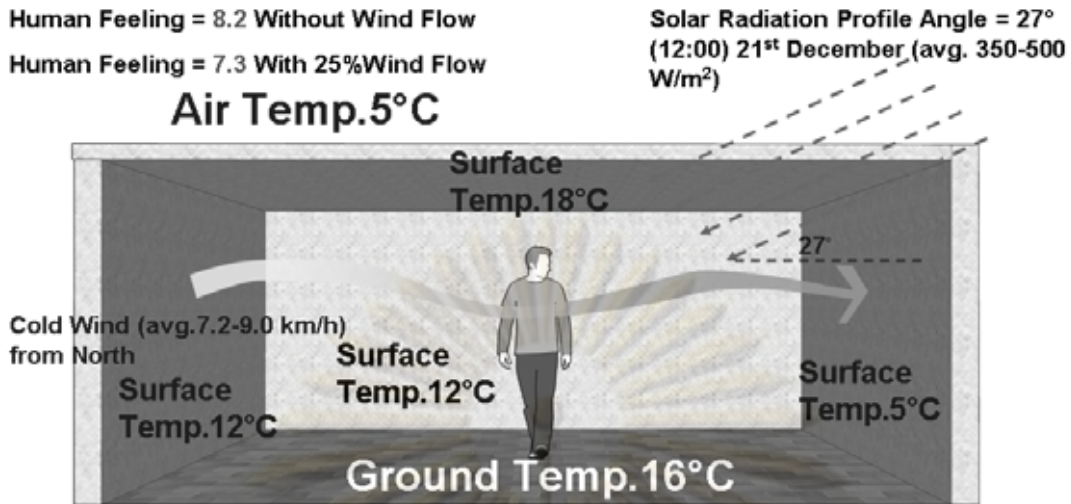 Human Feeling = 8.2 Without Wind Flow
Human Feeling = 7.3 With 25%Wind Flow
Air Temp.5°C
Solar Radiation Profile Angle = 27°
(12:00) 21st December (avg. 350-500
W/m²)
Surface
Temp.18°C
27°
Cold Wind (avg.7.2-9.0 km/h)
from North
Surface
Temp.12°C
Surface
Temp.12°C
Surface
Temp.5°C
Ground Temp.16°C